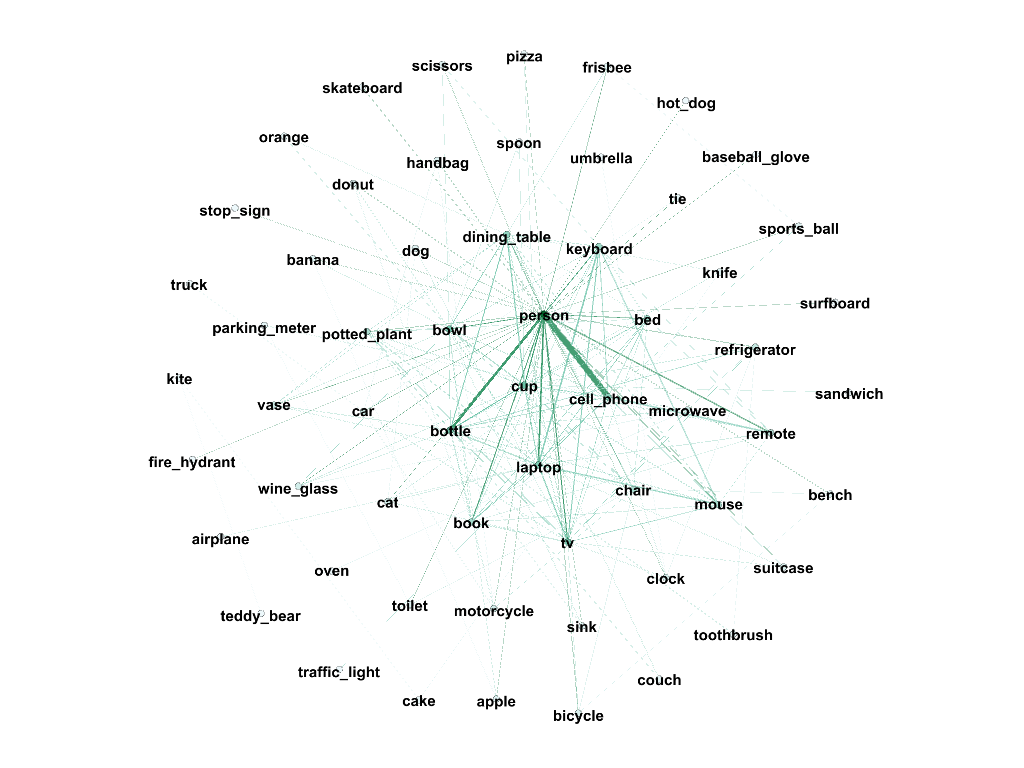 pizza
scissors
frisbee
skateboard
hot_dog
orange
spoon
umbrella
baseball_glove
handbag
donut
tie
stop_sign
sports_ball
dining_table
keyboard
dog
banana
knife
truck
surfboard
person
bed
parking_meter
potted_plant
bowl
refrigerator
kite
cup
sandwich
cell_phone
vase
car
microwave
bottle
remote
fire_hydrant
laptop
wine_glass
chair
bench
cat
mouse
book
airplane
tv
oven
suitcase
clock
toilet
motorcycle
teddy_bear
sink
toothbrush
traffic_light
couch
cake
apple
bicycle